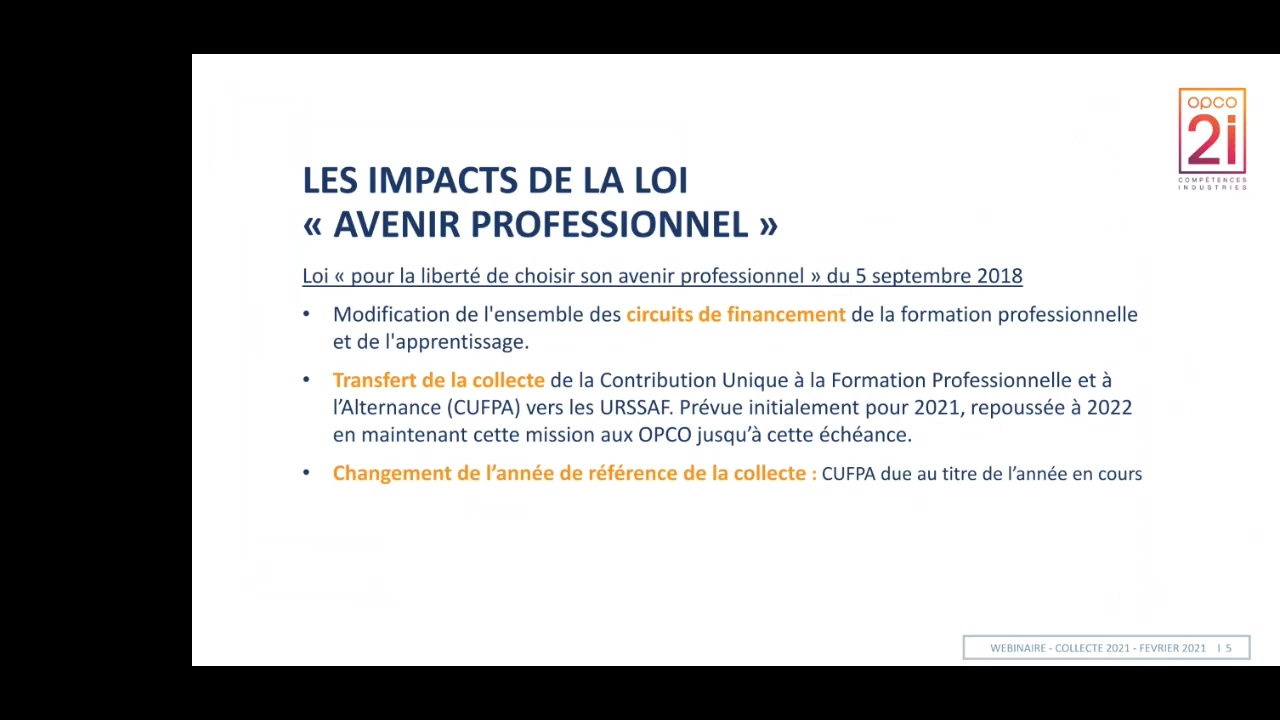 opco
2i
COMPÉTENCES
INDUSTRIES
LES IMPACTS DE LA LOI
« AVENIR PROFESSIONNEL »
Loi « pour la liberté de choisir son avenir professionnel » du 5 septembre 2018
• Modification de l'ensemble des circuits de financement de la formation professionnelle
et de l'apprentissage.
• Transfert de la collecte de la Contribution Unique à la Formation Professionnelle et à
l’Alternance (CUFPA) vers les URSSAF. Prévue initialement pour 2021, repoussée à 2022
en maintenant cette mission aux OPCO jusqu’à cette échéance.
• Changement de l’année de référence de la collecte : CUFPA due au titre de l’année en cours
WEBINAIRE - COLLECTE 2021 - FEVRIER 2021 I 5